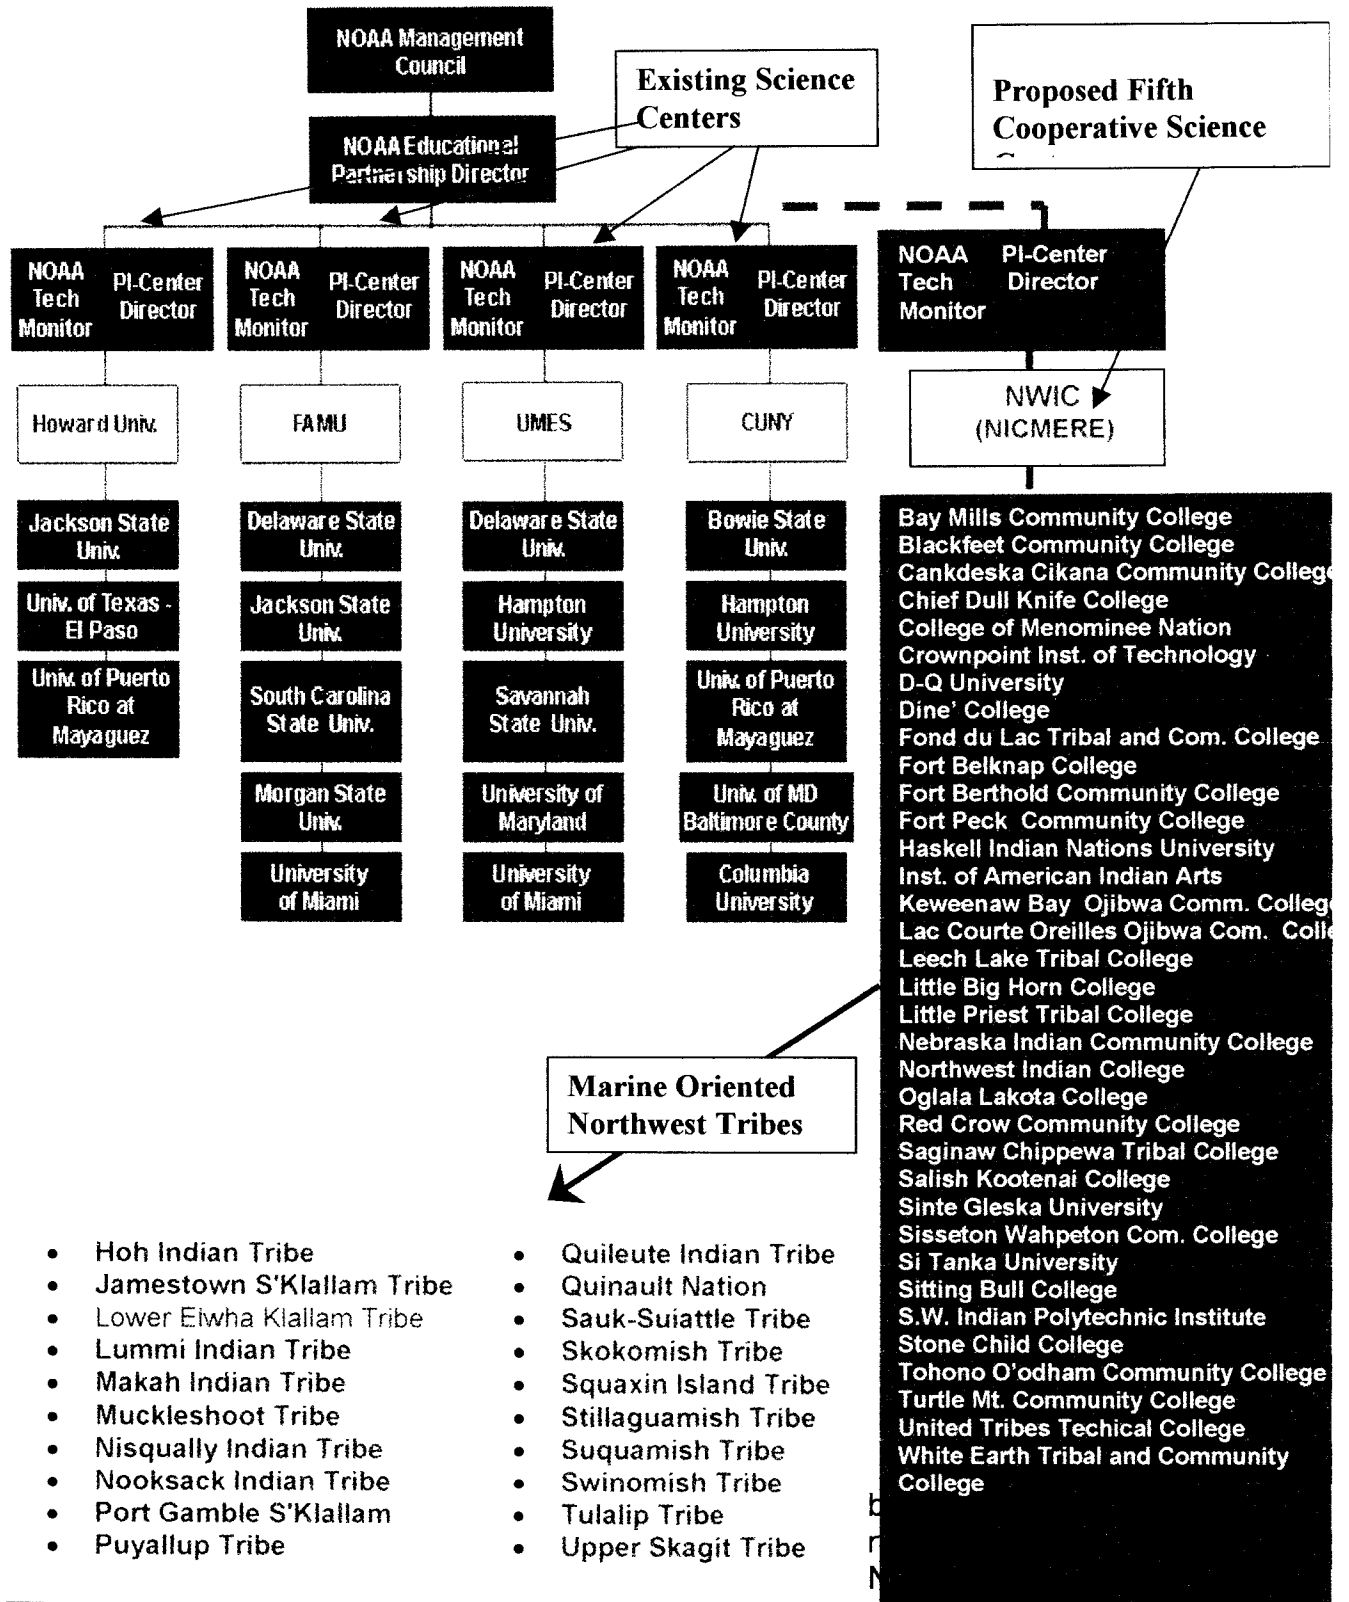 NOAA Management
Council
Existing Science
Centers
Proposed Fifth
Cooperative Science
NOAA Educational
Partnership Director
NOAA
Tech
Monitor
PI-Center
Director
NOAA
Tech
Monitor
PI-Center
Director
NOAA
Tech
Monitor
PI-Center
Director
NOAA
Tech
Monitor
PI-Center
Director
NOAA
Tech
Monitor
PI-Center
Director
Howard Univ.
FAMU
UMES
CUNY
NWIC
(NICMERE)
Jackson State
Univ.
Univ. of Texas -
El Paso
Univ. of Puerto
Rico at
Mayaguez
Delaware State
Univ.
Jackson State
Univ.
South Carolina
State Univ.
Morgan State
Univ.
University
of Miami
Delaware State
Univ.
Hampton
University
Savannah
State Univ.
University of
Maryland
University
of Miami
Bowie State
Univ.
Hampton
University
Univ. of Puerto
Rico at
Mayaguez
Univ. of MD
Baltimore County
Columbia
University
Bay Mills Community College
Blackfeet Community College
Cankdeska Cikana Community College
Chief Dull Knife College
College of Menominee Nation
Crownpoint Inst. of Technology
D-Q University
Dine' College
Fond du Lac Tribal and Com. College
Fort Belknap College
Fort Berthold Community College
Fort Peck Community College
Haskell Indian Nations University
Inst. of American Indian Arts
Keweenaw Bay Ojibwa Comm. Colleg
Lac Courte Oreilles Ojibwa Com. Colle
Leech Lake Tribal College
Little Big Horn College
Little Priest Tribal College
Nebraska Indian Community College
Northwest Indian College
Oglala Lakota College
Red Crow Community College
Saginaw Chippewa Tribal College
Salish Kootenai College
Sinte Gleska University
Sisseton Wahpeton Com. College
Si Tanka University
Sitting Bull College
S.W. Indian Polytechnic Institute
Stone Child College
Tohono O'odham Community College
Turtle Mt. Community College
United Tribes Techical College
White Earth Tribal and Community
College
Marine Oriented
Northwest Tribes
• Hoh Indian Tribe
• Jamestown S'Klallam Tribe
• Lower Elwha Klallam Tribe
• Lummi Indian Tribe
• Makah Indian Tribe
• Muckleshoot Tribe
• Nisqually Indian Tribe
• Nooksack Indian Tribe
• Port Gamble S'Klallam
• Puyallup Tribe
• Quileute Indian Tribe
• Quinault Nation
• Sauk-Suiattle Tribe
• Skokomish Tribe
• Squaxin Island Tribe
• Stillaguamish Tribe
• Suquamish Tribe
• Swinomish Tribe
• Tulalip Tribe
• Upper Skagit Tribe